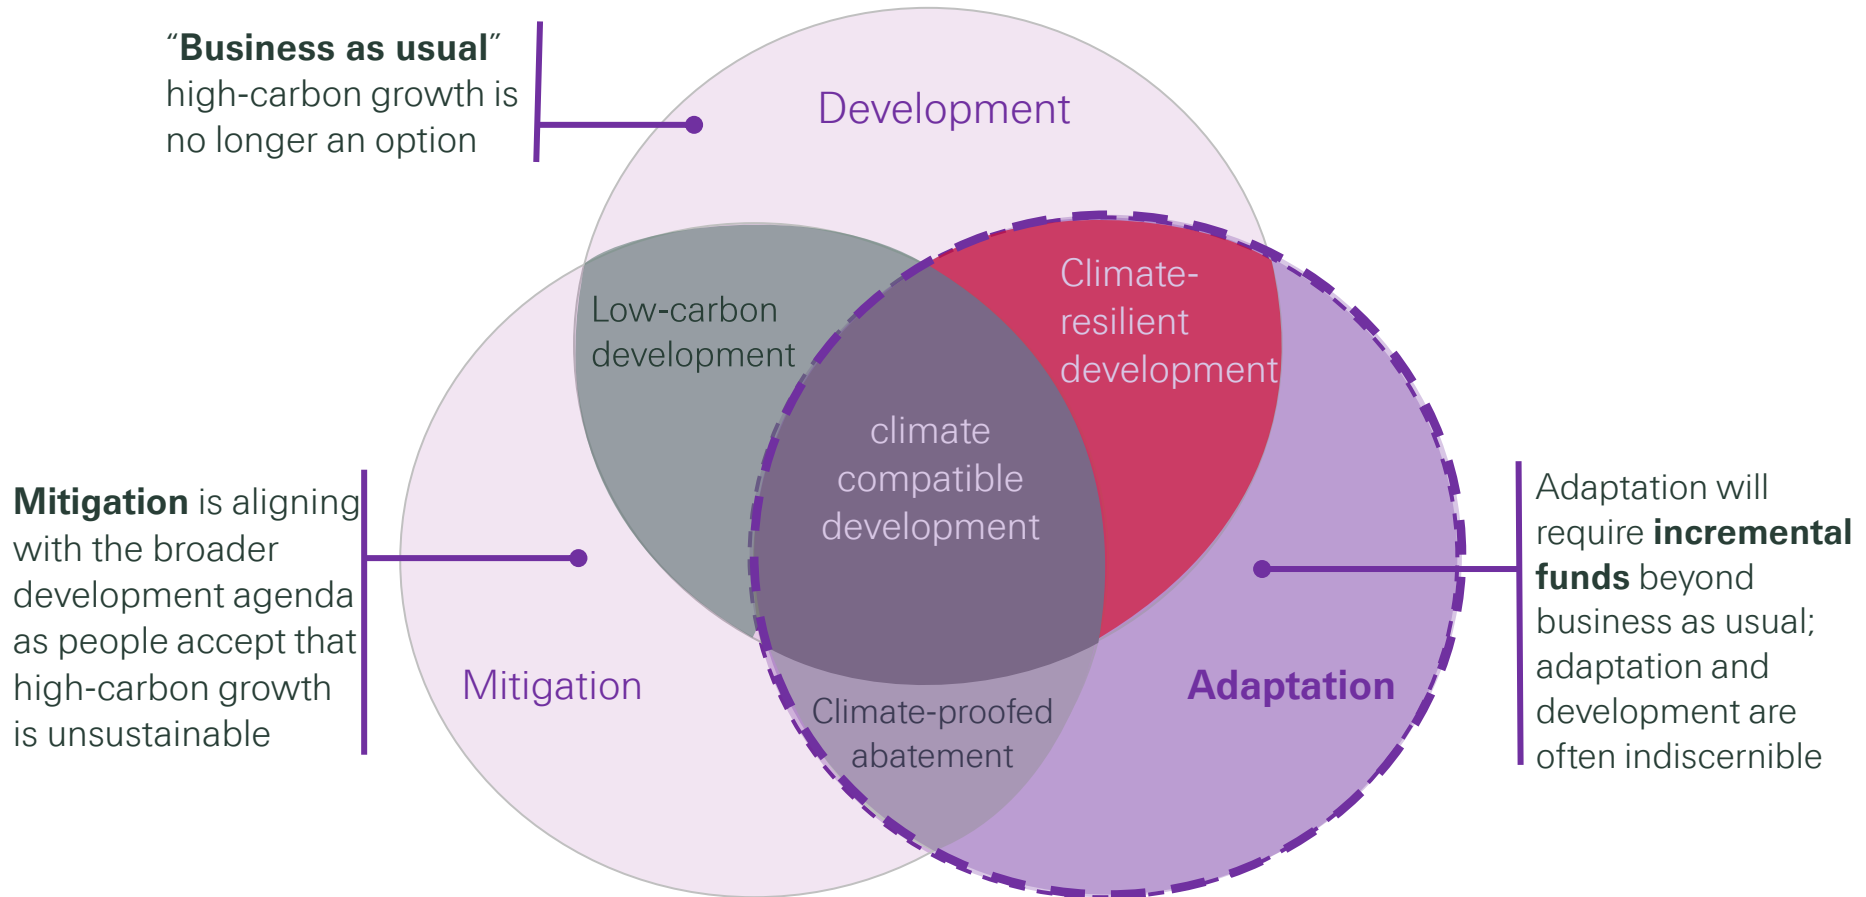 “Business as usual”
high-carbon growth is
no longer an option
Development
Low-carbon
development
Climate-
resilient
development
climate
compatible
development
Mitigation is aligning
with the broader
development agenda
as people accept that
high-carbon growth
is unsustainable
Mitigation
Climate-proofed
abatement
Adaptation
Adaptation will
require incremental
funds beyond
business as usual;
adaptation and
development are
often indiscernible